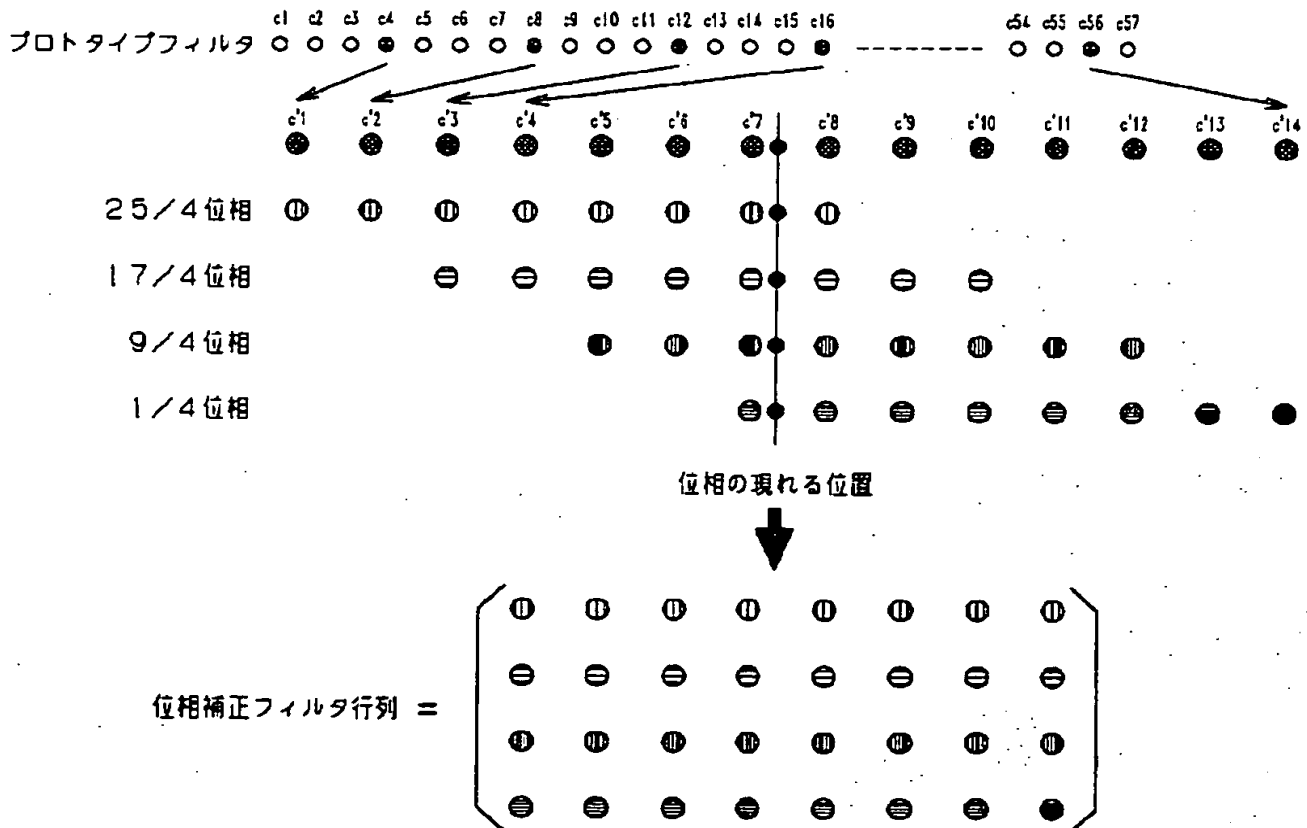 c1 c2 c3 c4 c5 c6 c7 c8 c9 c10 c11 c12 c13 c14 c15 c16 c54 c55 c56 c57
プロトタイプフィルタ
c'1 c'2 c'3 c'4 c'5 c'6 c'7 c'8 c'9 c'10 c'11 c'12 c'13 c'14
25/4位相
17/4位相
9/4位相
1/4位相
位相の現れる位置
位相補正フィルタ行列 =